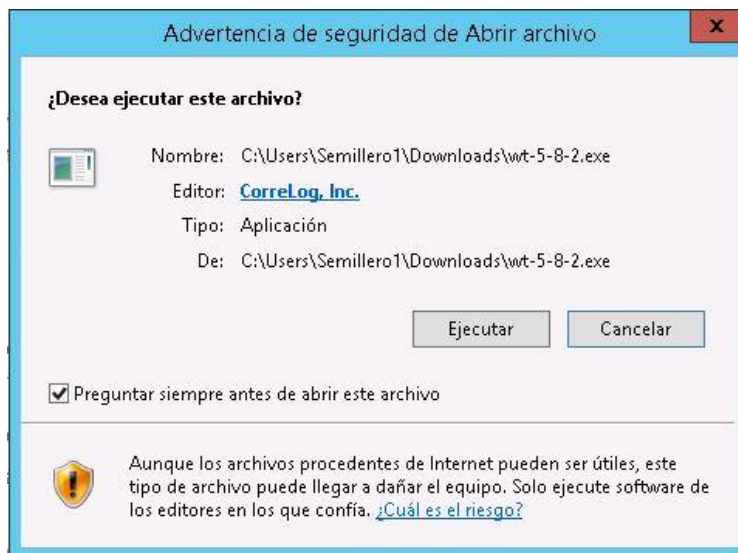 Advertencia de seguridad de Abrir archivo
x
¿Desea ejecutar este archivo?
Nombre: C:\Users\Semillero1\Downloads\wt-5-8-2.exe
Editor: CorreLog, Inc.
Tipo: Aplicación
De: C:\Users\Semillero1\Downloads\wt-5-8-2.exe
Ejecutar Cancelar
Preguntar siempre antes de abrir este archivo
Aunque los archivos procedentes de Internet pueden ser útiles, este
tipo de archivo puede llegar a dañar el equipo. Solo ejecute software de
los editores en los que confía. ¿Cuál es el riesgo?